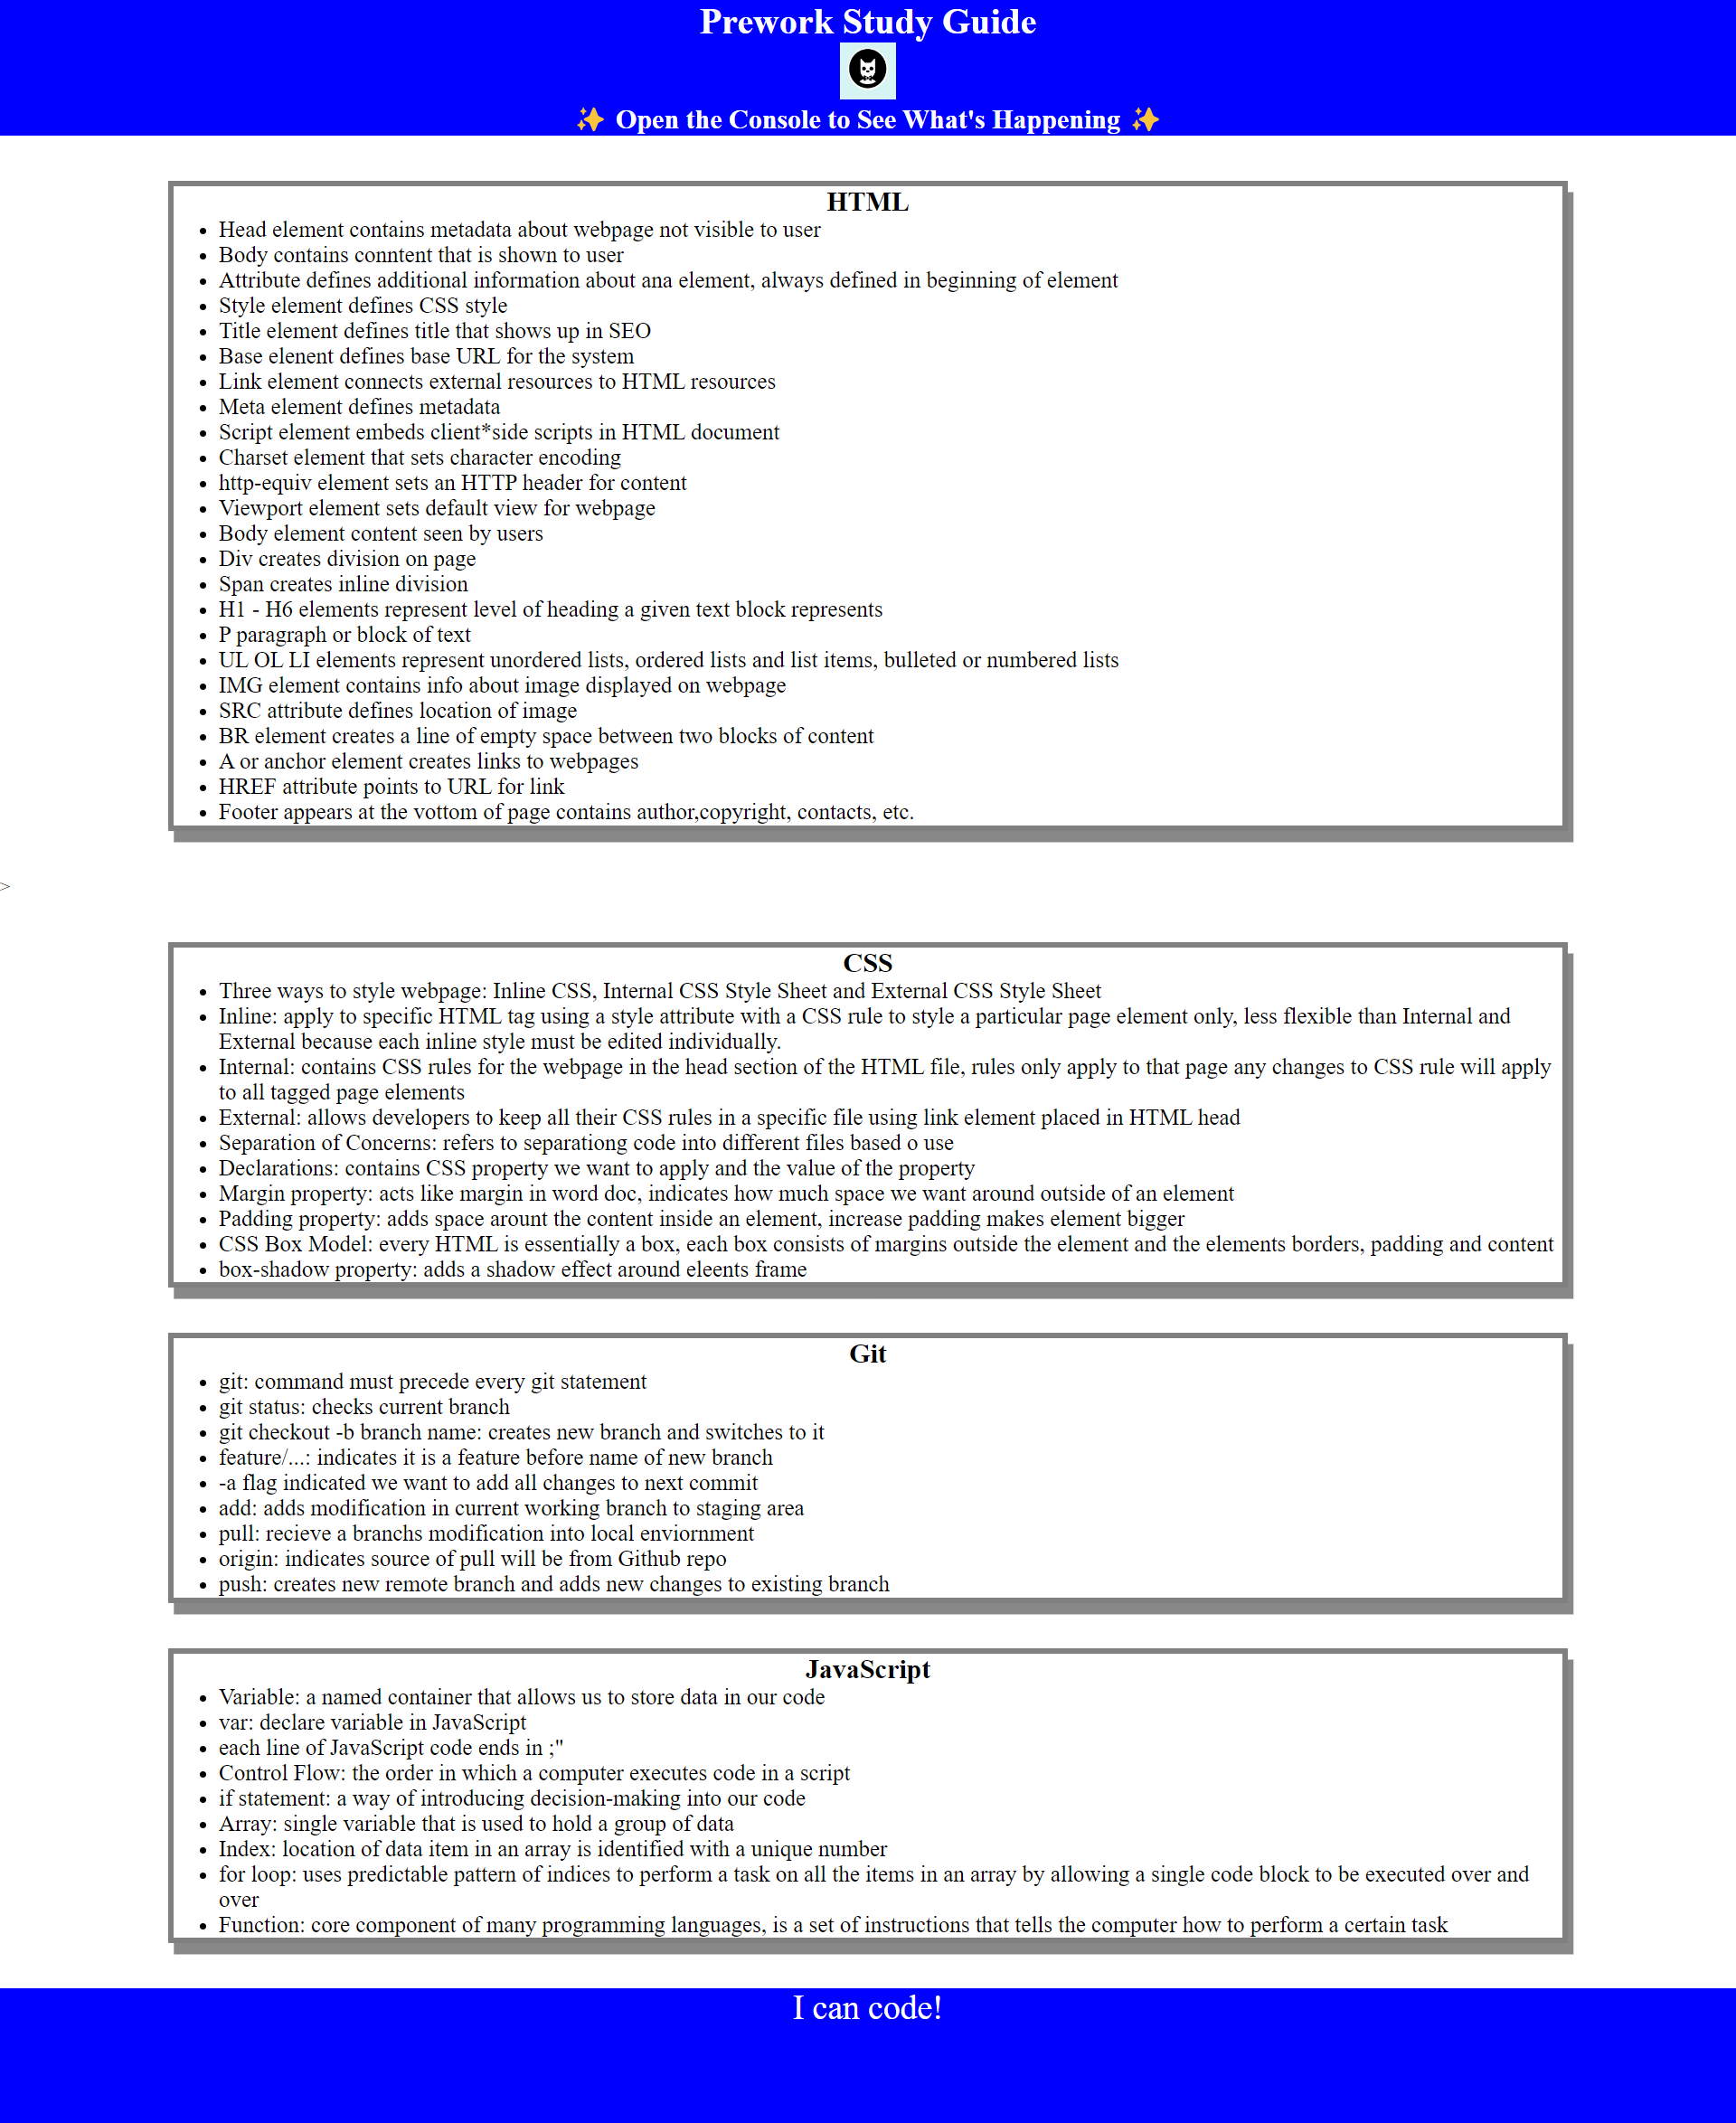 Prework Study Guide
✨ Open the Console to See What's Happening ✨
HTML
• Head element contains metadata about webpage not visible to user
• Body contains conntent that is shown to user
• Attribute defines additional information about ana element, always defined in beginning of element
• Style element defines CSS style
• Title element defines title that shows up in SEO
• Base elenent defines base URL for the system
• Link element connects external resources to HTML resources
• Meta element defines metadata
• Script element embeds client*side scripts in HTML document
• Charset element that sets character encoding
• http-equiv element sets an HTTP header for content
• Viewport element sets default view for webpage
• Body element content seen by users
• Div creates division on page
• Span creates inline division
• H1 - H6 elements represent level of heading a given text block represents
• P paragraph or block of text
• UL OL LI elements represent unordered lists, ordered lists and list items, bulleted or numbered lists
• IMG element contains info about image displayed on webpage
• SRC attribute defines location of image
• BR element creates a line of empty space between two blocks of content
• A or anchor element creates links to webpages
• HREF attribute points to URL for link
• Footer appears at the vottom of page contains author,copyright, contacts, etc.
>
CSS
• Three ways to style webpage: Inline CSS, Internal CSS Style Sheet and External CSS Style Sheet
• Inline: apply to specific HTML tag using a style attribute with a CSS rule to style a particular page element only, less flexible than Internal and
External because each inline style must be edited individually.
• Internal: contains CSS rules for the webpage in the head section of the HTML file, rules only apply to that page any changes to CSS rule will apply
to all tagged page elements
• External: allows developers to keep all their CSS rules in a specific file using link element placed in HTML head
• Separation of Concerns: refers to separationg code into different files based o use
• Declarations: contains CSS property we want to apply and the value of the property
• Margin property: acts like margin in word doc, indicates how much space we want around outside of an element
• Padding property: adds space arount the content inside an element, increase padding makes element bigger
• CSS Box Model: every HTML is essentially a box, each box consists of margins outside the element and the elements borders, padding and content
• box-shadow property: adds a shadow effect around eleents frame
Git
• git: command must precede every git statement
• git status: checks current branch
• git checkout -b branch name: creates new branch and switches to it
• feature/...: indicates it is a feature before name of new branch
• -a flag indicated we want to add all changes to next commit
• add: adds modification in current working branch to staging area
• pull: recieve a branchs modification into local enviornment
• origin: indicates source of pull will be from Github repo
• push: creates new remote branch and adds new changes to existing branch
JavaScript
• Variable: a named container that allows us to store data in our code
• var: declare variable in JavaScript
• each line of JavaScript code ends in ;"
• Control Flow: the order in which a computer executes code in a script
• if statement: a way of introducing decision-making into our code
• Array: single variable that is used to hold a group of data
• Index: location of data item in an array is identified with a unique number
• for loop: uses predictable pattern of indices to perform a task on all the items in an array by allowing a single code block to be executed over and
over
• Function: core component of many programming languages, is a set of instructions that tells the computer how to perform a certain task
I can code!